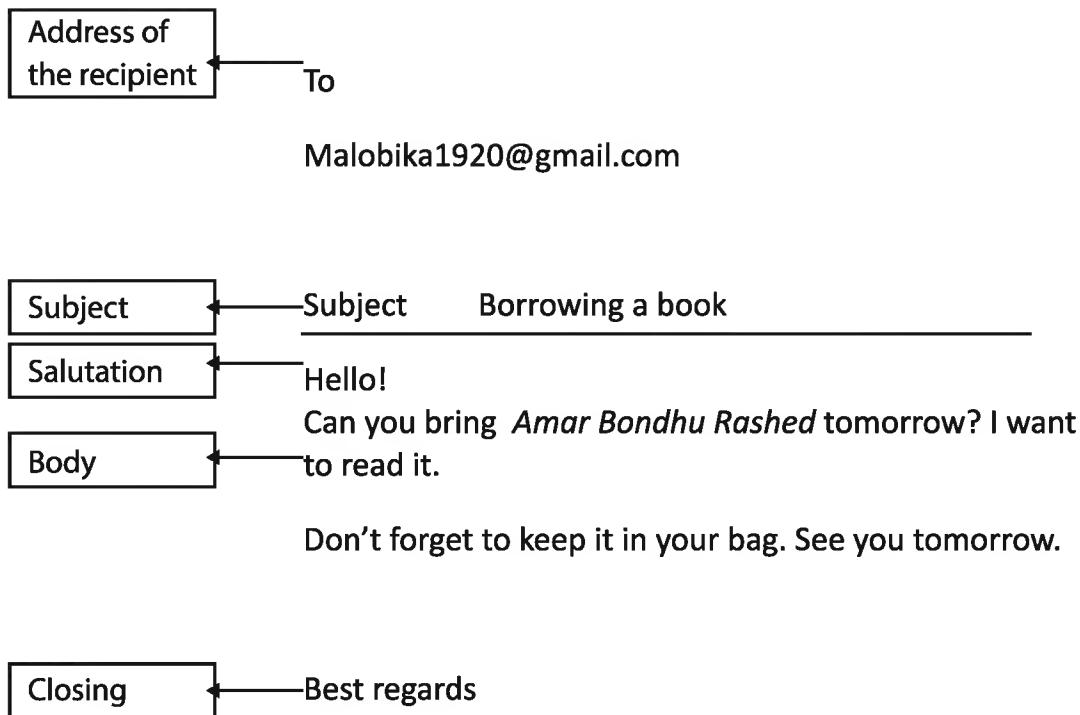 Address of
the recipient
To
Malobika1920@gmail.com
Subject
Subject Borrowing a book
Salutation
Hello!
Can you bring Amar Bondhu Rashed tomorrow? I want
Body
to read it.
Don't forget to keep it in your bag. See you tomorrow.
Closing
Best regards